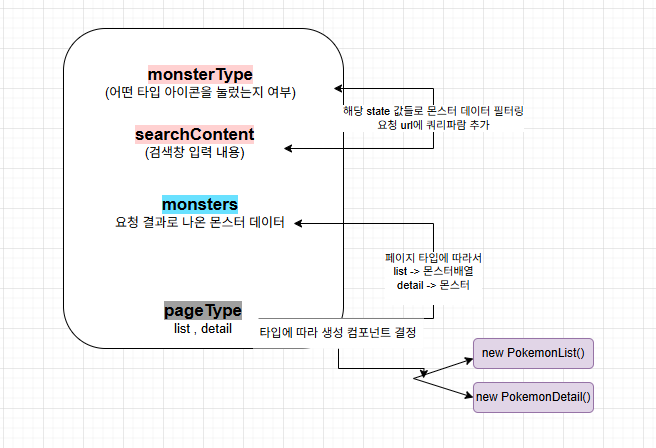 monsterType
(어떤 타입 아이콘을 눌렀는지 여부)
해당 state 값들로 몬스터 데이터 필터링
요청 url에 쿼리파람 추가
searchContent
(검색창 입력 내용)
monsters
요청 결과로 나온 몬스터 데이터
페이지 타입에 따라서
list -> 몬스터배열
detail -> 몬스터
pageType
list , detail
타입에 따라 생성 컴포넌트 결정
new PokemonList()
new PokemonDetail()